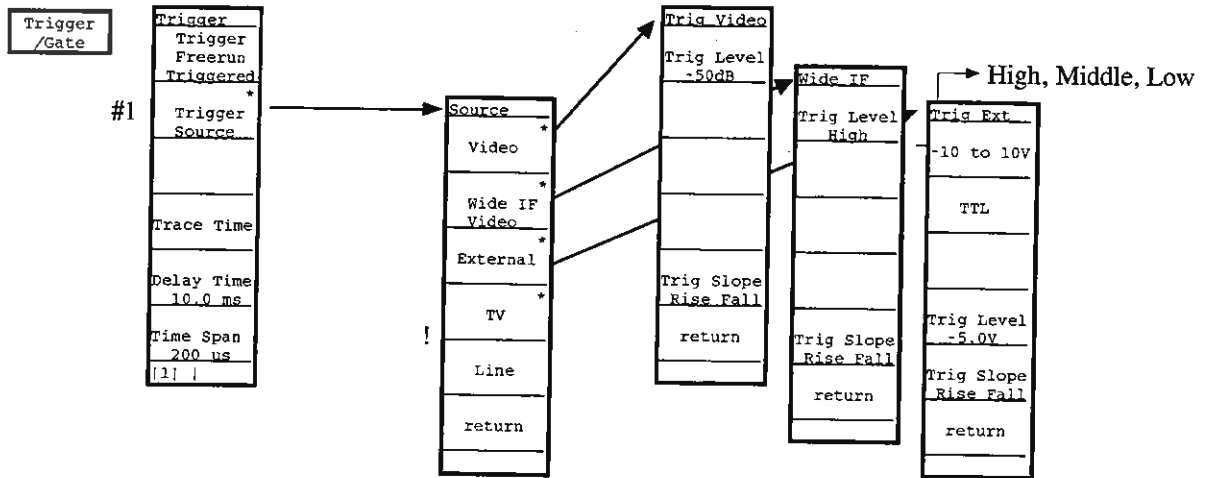 Trigger
/Gate
#1
Trigger
Trigger
Freerun
Triggered
*
Trigger
Source
Trace Time
Delay Time
10.0 ms
Time Span
200 us
|1| |
Source
*
Video
*
Wide IF
Video
*
External
*
TV
!
Line
return
Trig Video
Trig Level
-50dB
Trig Slope
Rise Fall
return
Wide IF
Trig Level
High
Trig Slope
Rise Fall
return
High, Middle, Low
Trig Ext
-10 to 10V
TTL
Trig Level
-5.0V
Trig Slope
Rise Fall
return